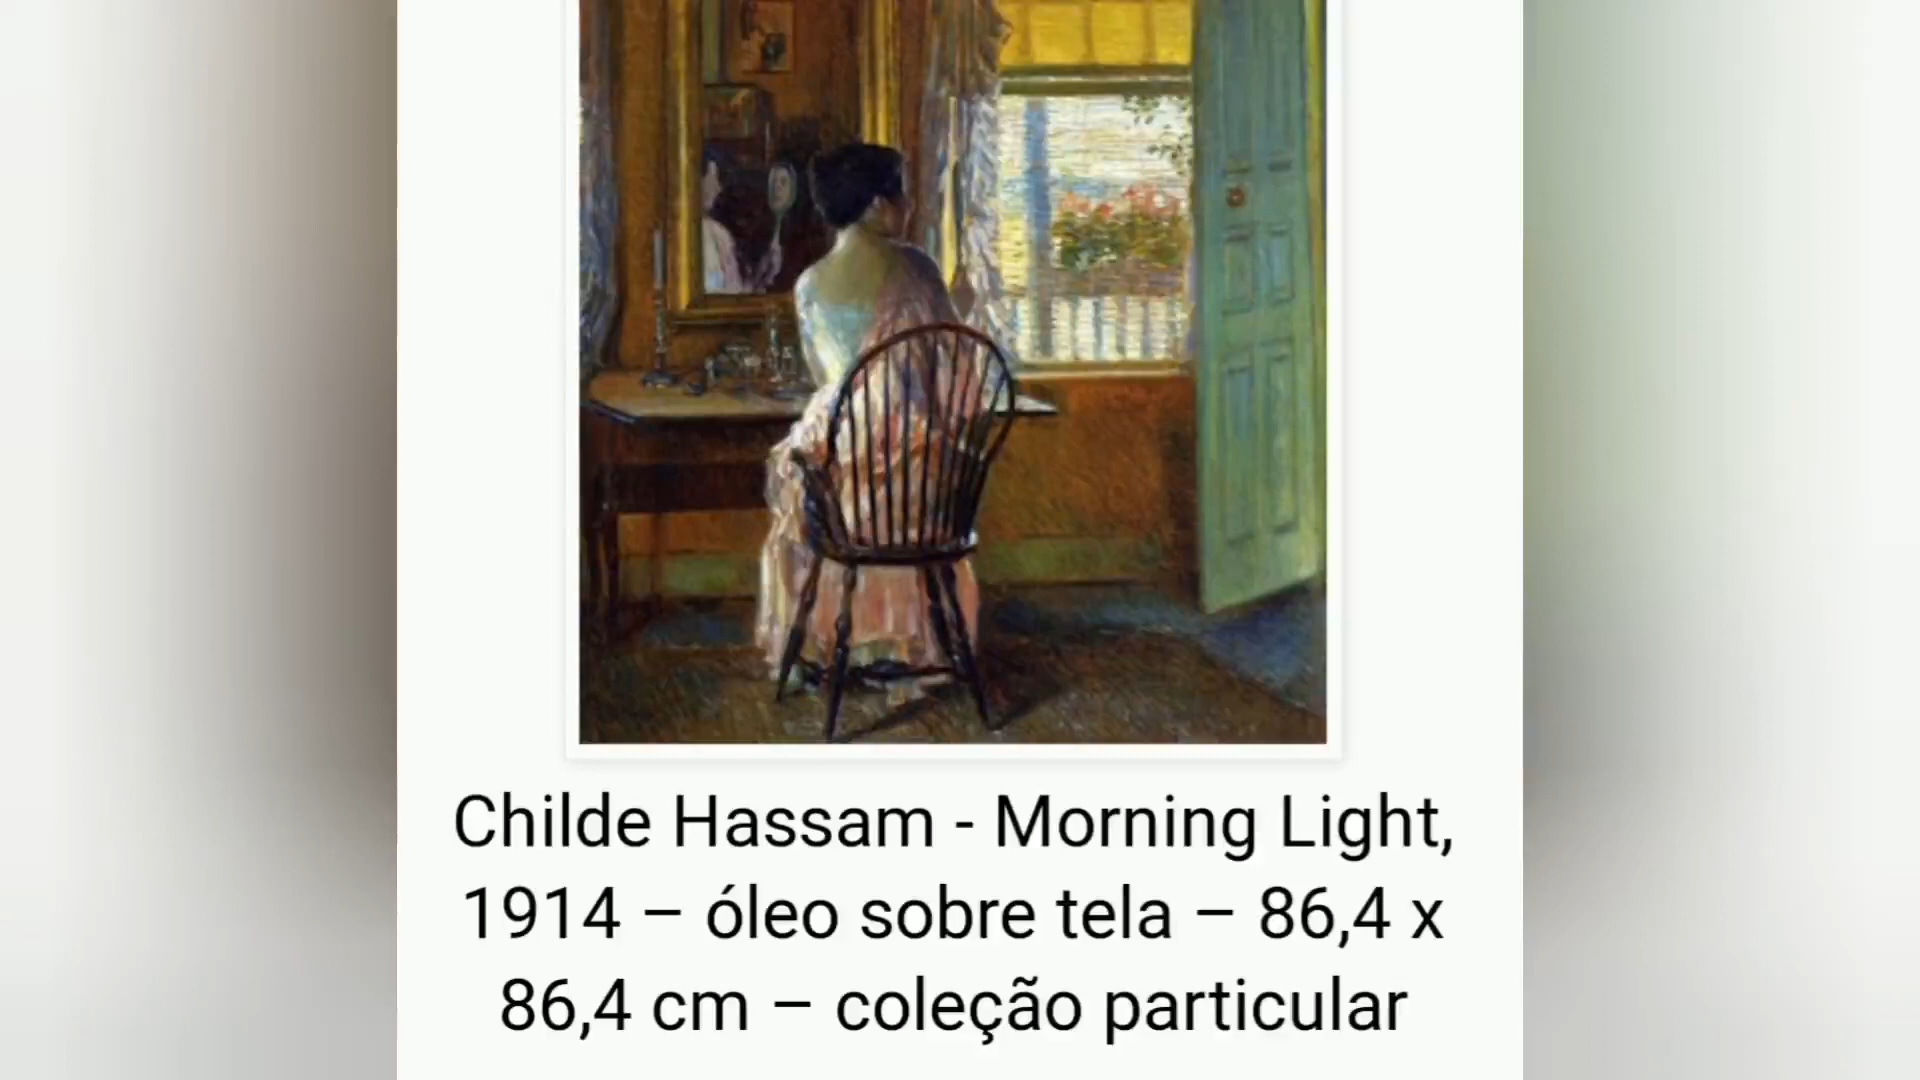 Childe Hassam - Morning Light,
1914 – óleo sobre tela – 86,4 x
86,4 cm – coleção particular